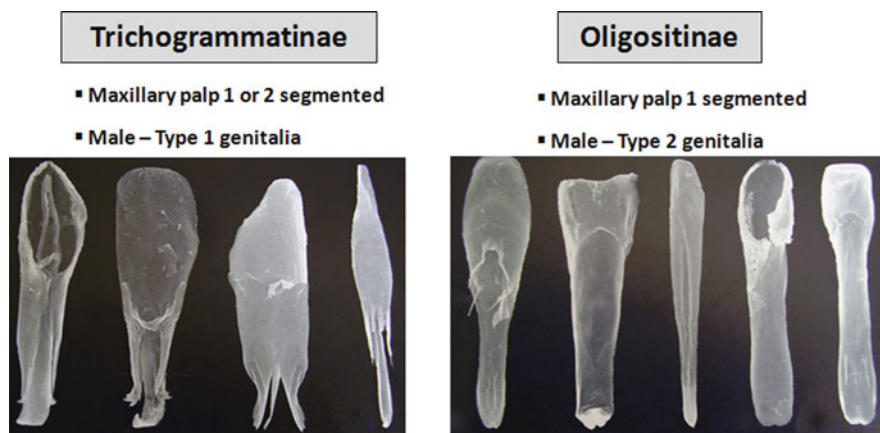 Trichogrammatinae
▪ Maxillary palp 1 or 2 segmented
▪ Male – Type 1 genitalia
Oligositinae
▪ Maxillary palp 1 segmented
▪ Male – Type 2 genitalia